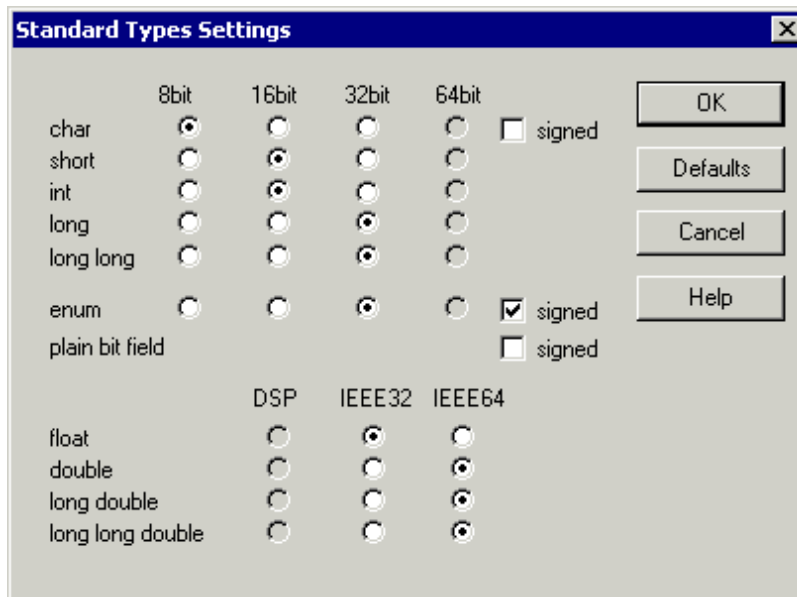 Standard Types Settings
8bit 16bit 32bit 64bit
OK
char signed
short
Defaults
int
long
Cancel
long long
Help
enum signed
plain bit field signed
DSP IEEE32 IEEE64
float
double
long double
long long double